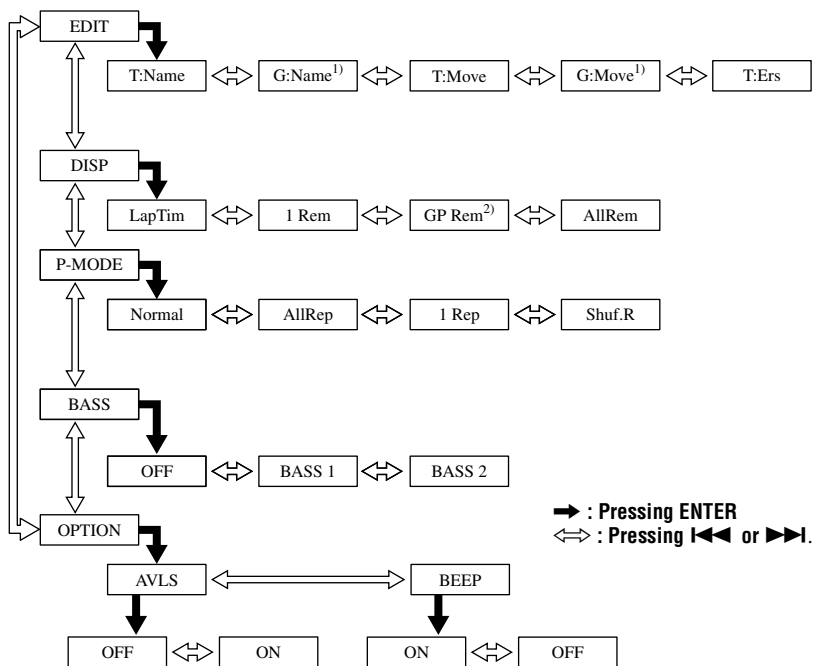 EDIT
T:Name G:Name1) T:Move G:Move1) T:Ers
DISP
LapTim 1 Rem GP Rem2) AllRem
P-MODE
Normal AllRep 1 Rep Shuf.R
BASS
OFF BASS 1 BASS 2
OPTION
: Pressing ENTER
: Pressing ⏮ or ⏭.
AVLS BEEP
OFF ON ON OFF